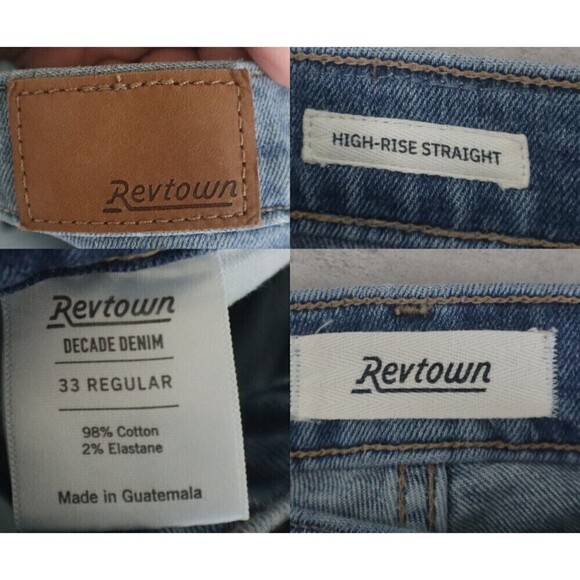 Revtown
HIGH-RISE STRAIGHT
Revtown
DECADE DENIM
33 REGULAR
98% Cotton
2% Elastane
Made in Guatemala
Revtown